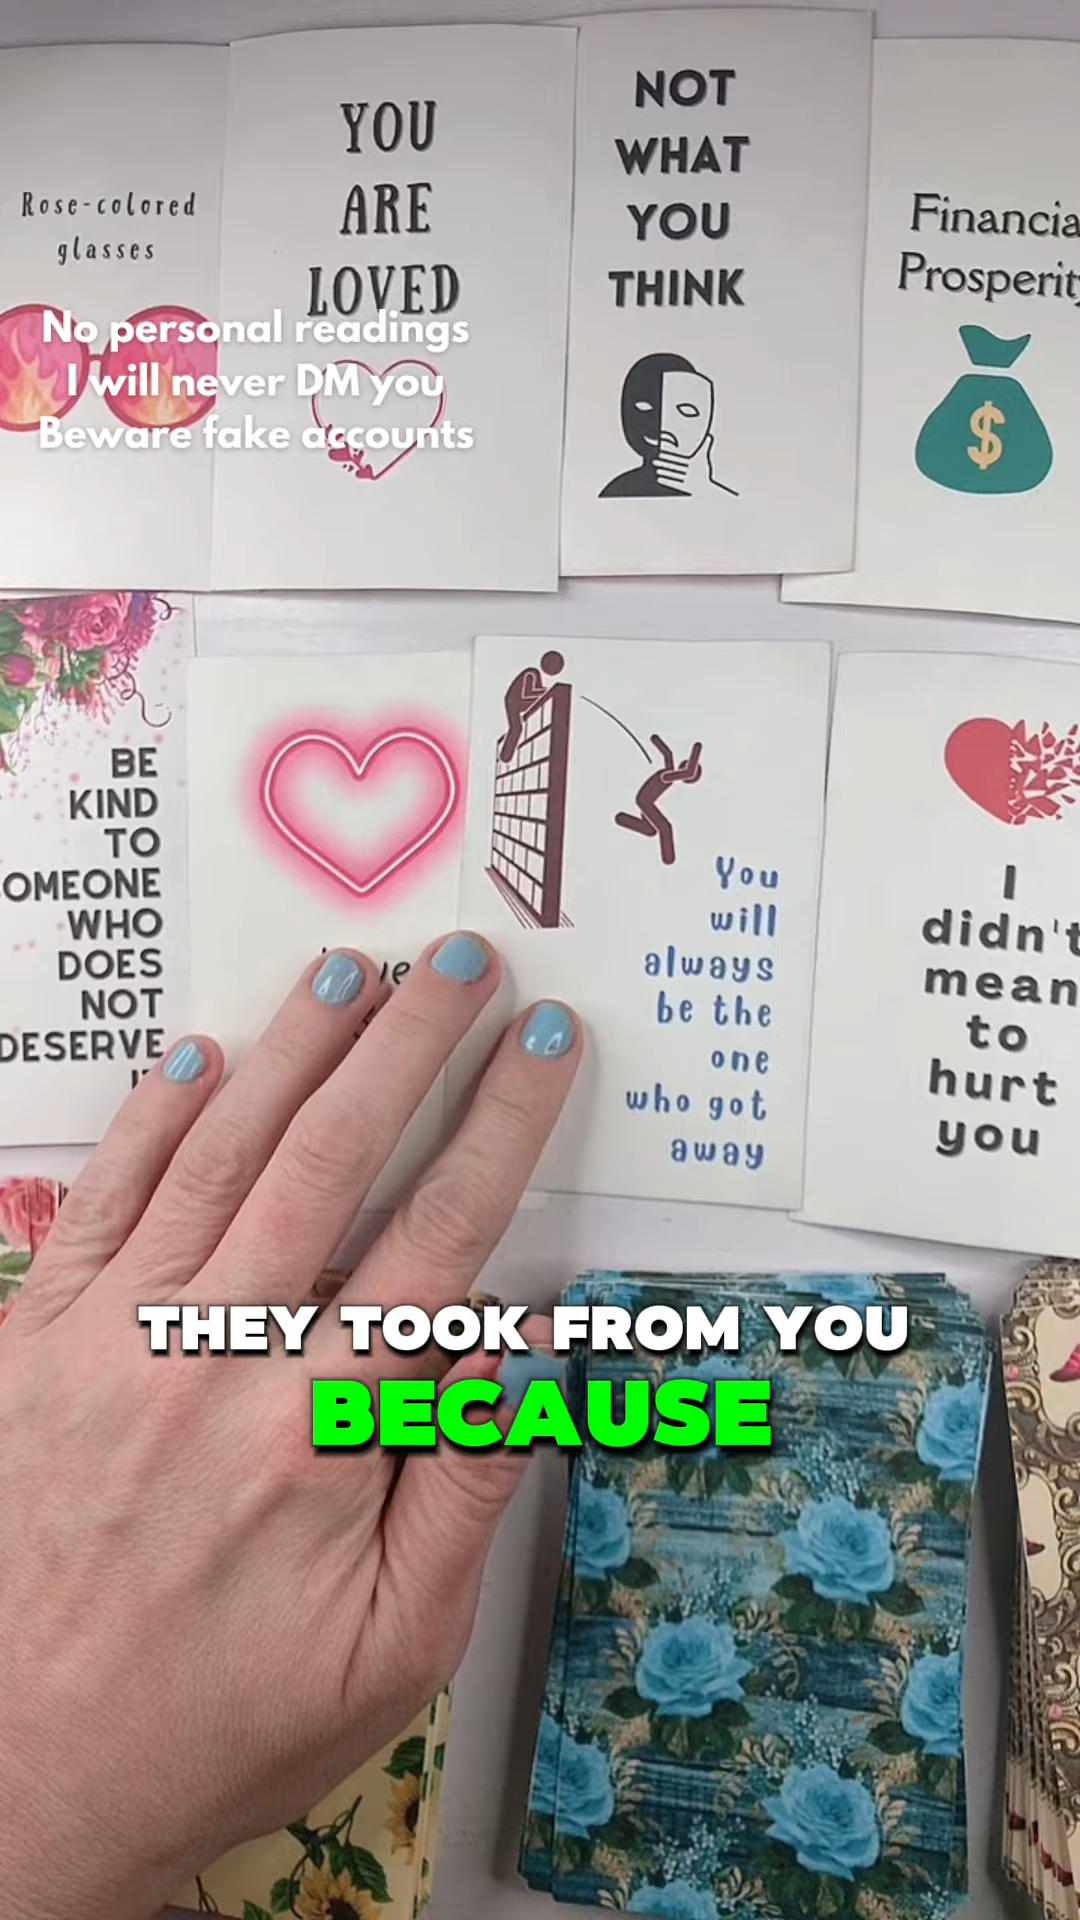 Rose-colored
glasses
YOU
ARE
LOVED
NOT
WHAT
YOU
THINK
Financia
Prosperity
No personal readings
I will never DM you
Beware fake accounts
BE
KIND
TO
OMEONE
WHO
DOES
NOT
DESERVE
You
will
always
be the
one
who got
away
I
didn't
mean
to
hurt
you
THEY TOOK FROM YOU
BECAUSE